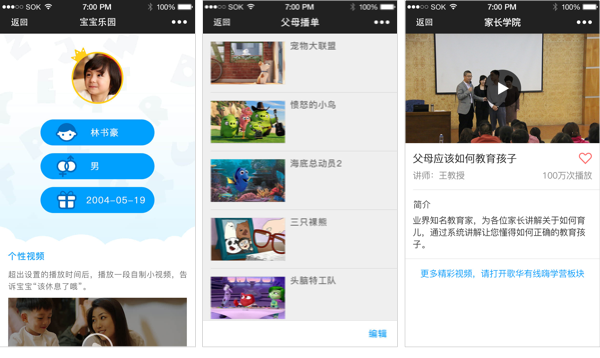 ●●●○○ SOK 7:00 PM 100%
返回 宝宝乐园 •••
林书豪
男
2004-05-19
个性视频
超出设置的播放时间后，播放一段自制小视频，告
诉宝宝“该休息了哦”。
●●●○○ SOK 7:00 PM 100%
返回 父母播单 •••
宠物大联盟
愤怒的小鸟
海底总动员2
三只裸熊
头脑特工队
编辑
●●●○○ SOK 7:00 PM 100%
返回 家长学院 •••
父母应该如何教育孩子
讲师：王教授 100万次播放
简介
业界知名教育家，为各位家长讲解关于如何育
儿，通过系统讲解让您懂得如何正确的教育孩
子。
更多精彩视频，请打开歌华有线嗨学营板块